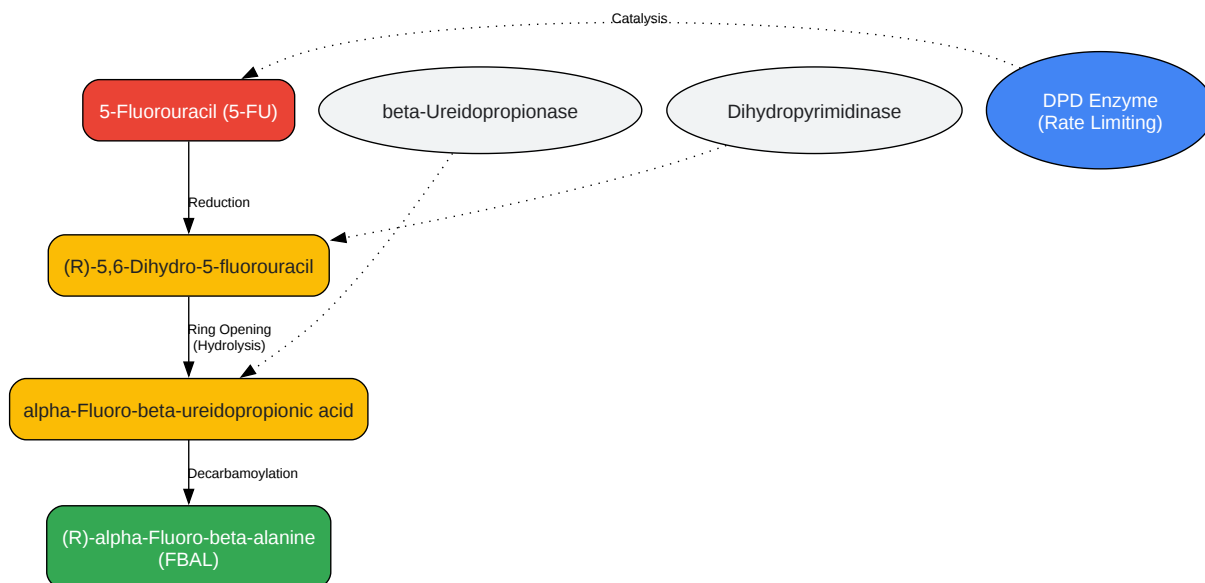 Catalysis
5-Fluorouracil (5-FU)
beta-Ureidopropionase
Dihydropyrimidinase
DPD Enzyme
(Rate Limiting)
Reduction
(R)-5,6-Dihydro-5-fluorouracil
Ring Opening
(Hydrolysis)
alpha-Fluoro-beta-ureidopropionic acid
Decarbamoylation
(R)-alpha-Fluoro-beta-alanine
(FBAL)